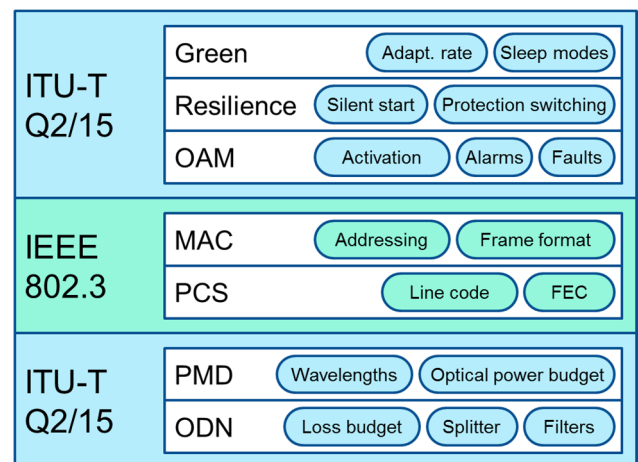 ITU-T
Q2/15
Green Adapt. rate Sleep modes
Resilience Silent start Protection switching
OAM Activation Alarms Faults
IEEE
802.3
MAC Addressing Frame format
PCS Line code FEC
ITU-T
Q2/15
PMD Wavelengths Optical power budget
ODN Loss budget Splitter Filters